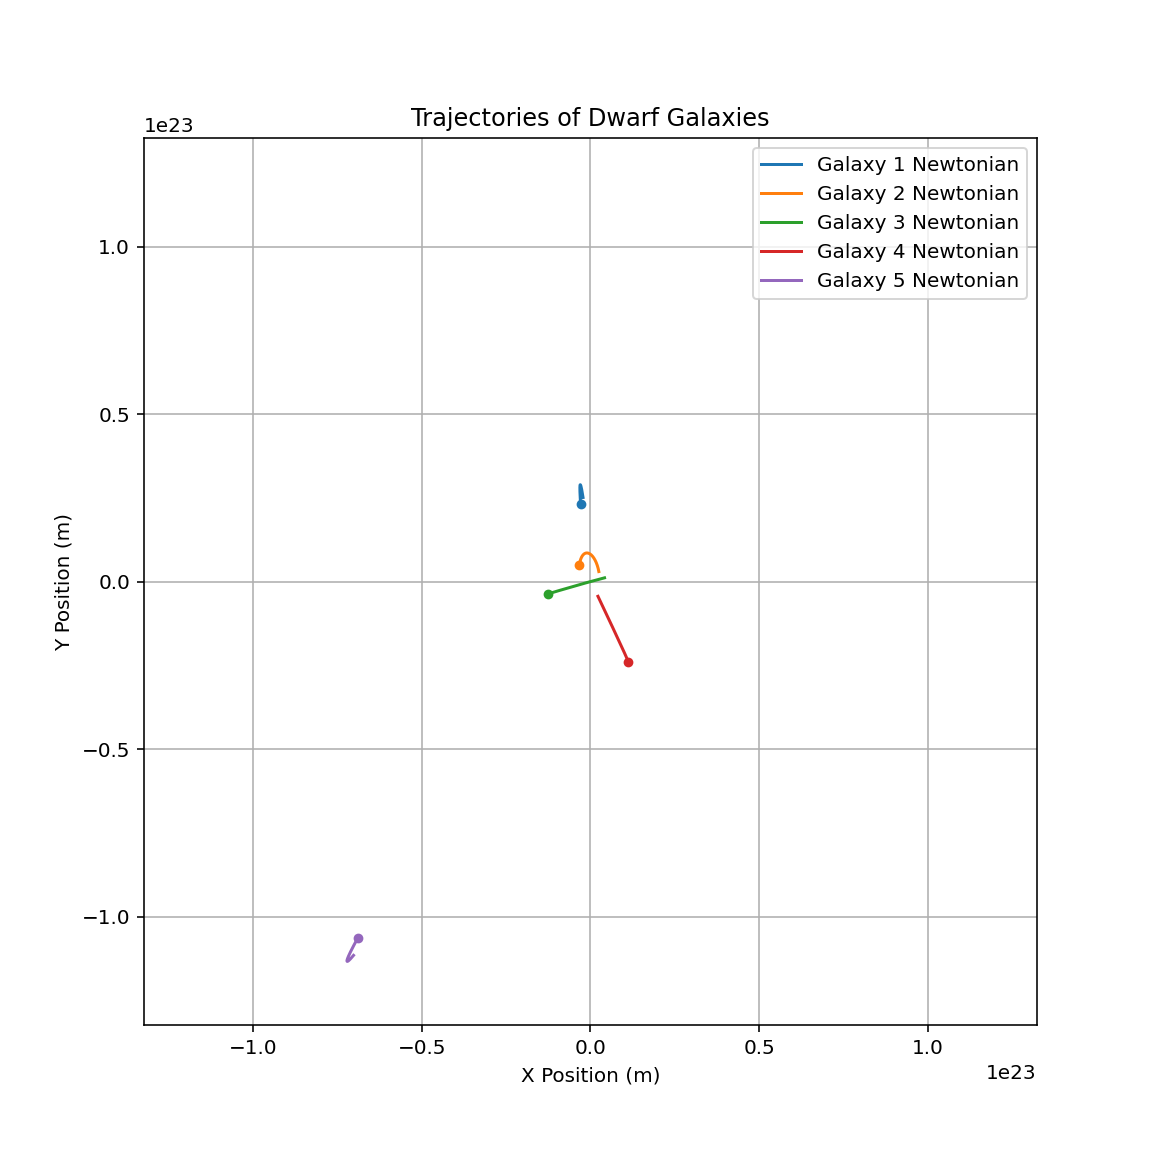 Trajectories of Dwarf Galaxies
1e23
Galaxy 1 Newtonian
Galaxy 2 Newtonian
Galaxy 3 Newtonian
Galaxy 4 Newtonian
Galaxy 5 Newtonian
1.0
0.5
0.0
−0.5
−1.0
Y Position (m)
−1.0 −0.5 0.0 0.5 1.0
1e23
X Position (m)